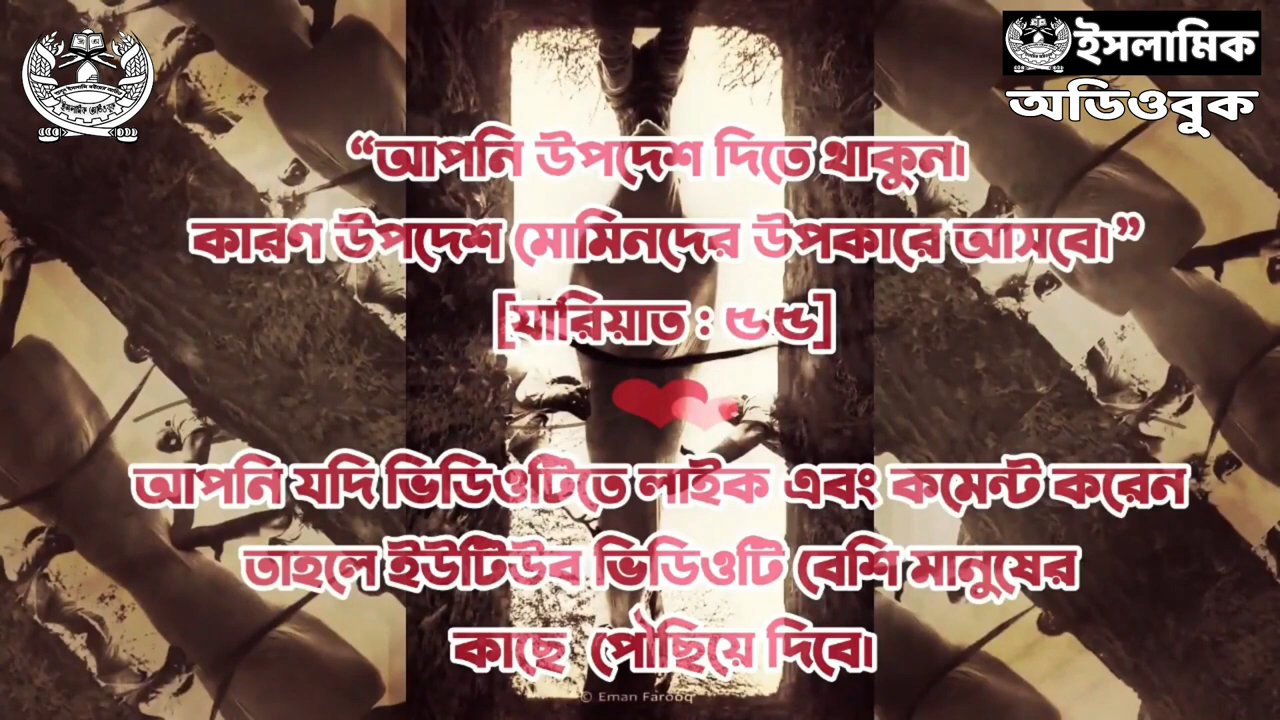 ইসলামিক
অডিওবুক
“আপনি উপদেশ দিতে থাকুন।
কারণ উপদেশ মোমিনদের উপকারে আসবে।”
[যারিয়াত : ৫৫]
আপনি যদি ভিডিওটিতে লাইক এবং কমেন্ট করেন
তাহলে ইউটিউব ভিডিওটি বেশি মানুষের
কাছে পৌছিয়ে দিবে।
© Eman Farooq